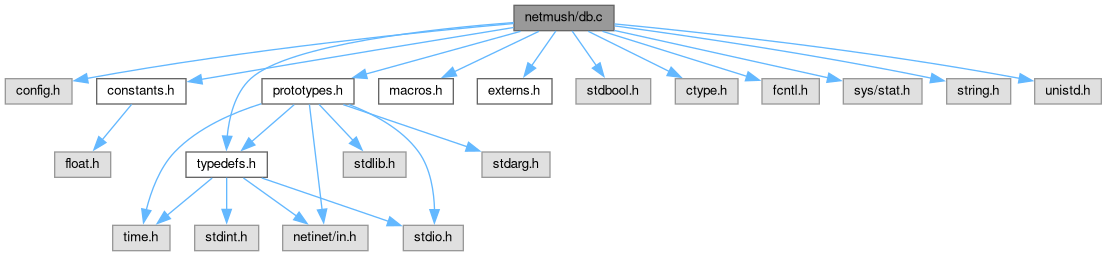 netmush/db.c
config.h
constants.h
prototypes.h
macros.h
externs.h
stdbool.h
ctype.h
fcntl.h
sys/stat.h
string.h
unistd.h
float.h
typedefs.h
stdlib.h
stdarg.h
time.h
stdint.h
netinet/in.h
stdio.h